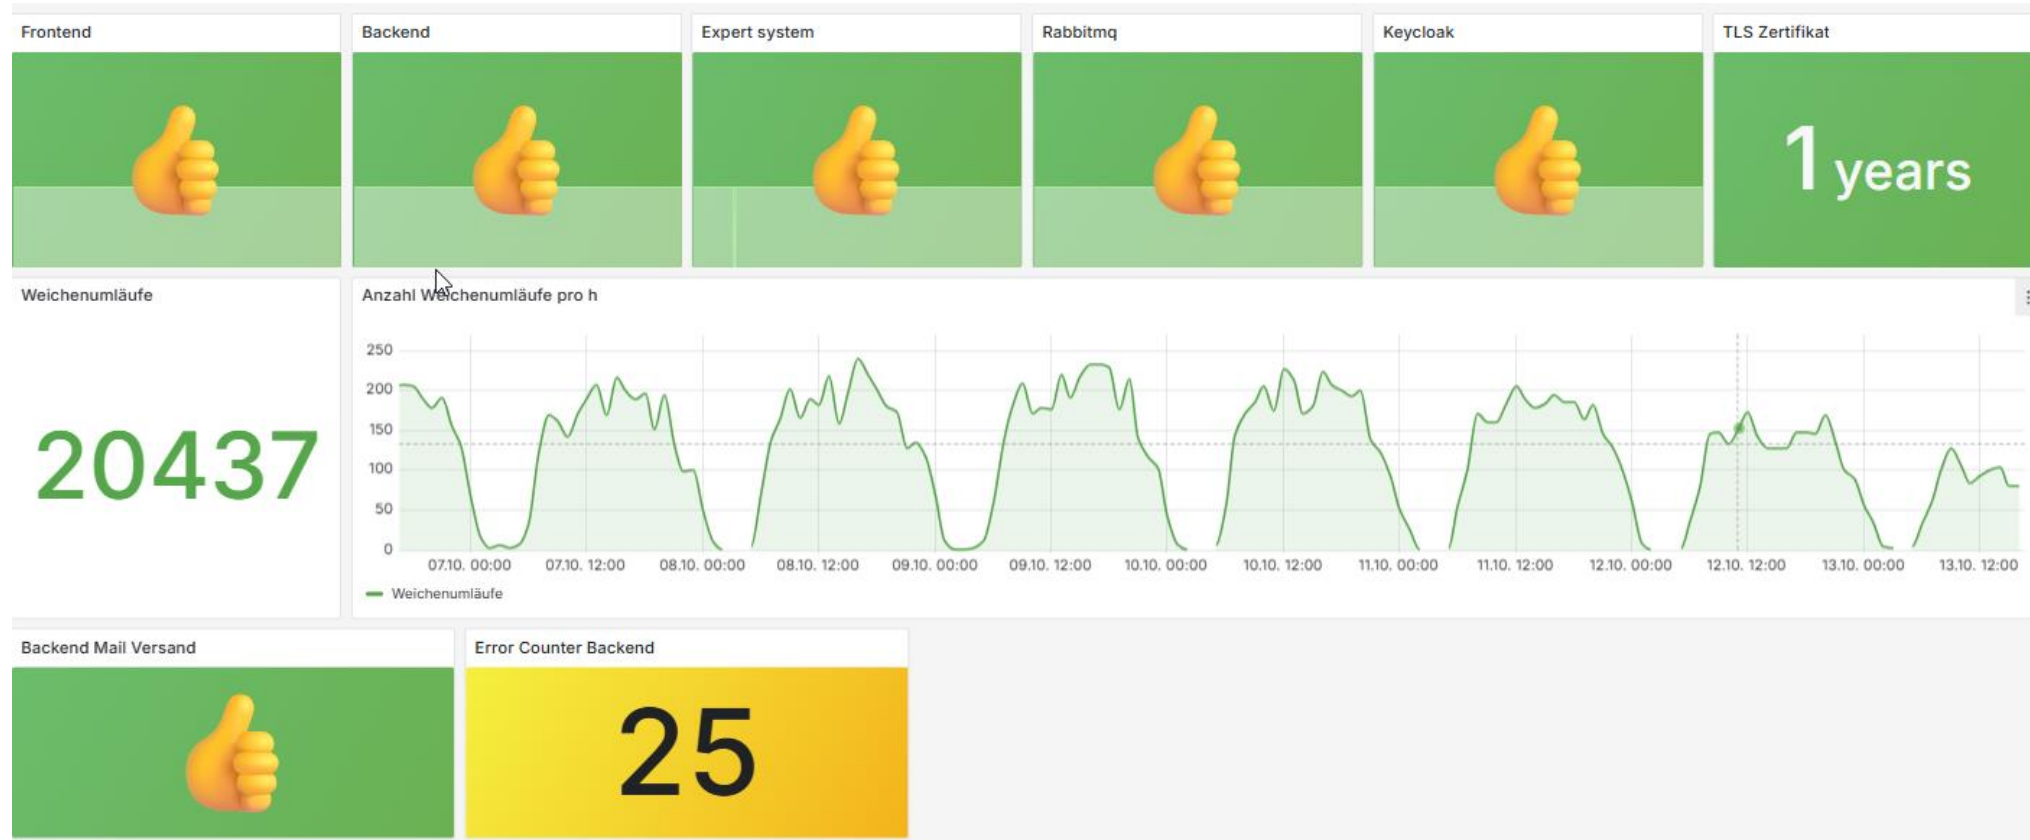 Frontend
Backend
Expert system
Rabbitmq
Keycloak
TLS Zertifikat
1 years
Weichenumläufe
20437
Anzahl Weichenumläufe pro h
250
200
150
100
50
0
07.10. 00:00
07.10. 12:00
08.10. 00:00
08.10. 12:00
09.10. 00:00
09.10. 12:00
10.10. 00:00
10.10. 12:00
11.10. 00:00
11.10. 12:00
12.10. 00:00
12.10. 12:00
13.10. 00:00
13.10. 12:00
Weichenumläufe
Backend Mail Versand
Error Counter Backend
25